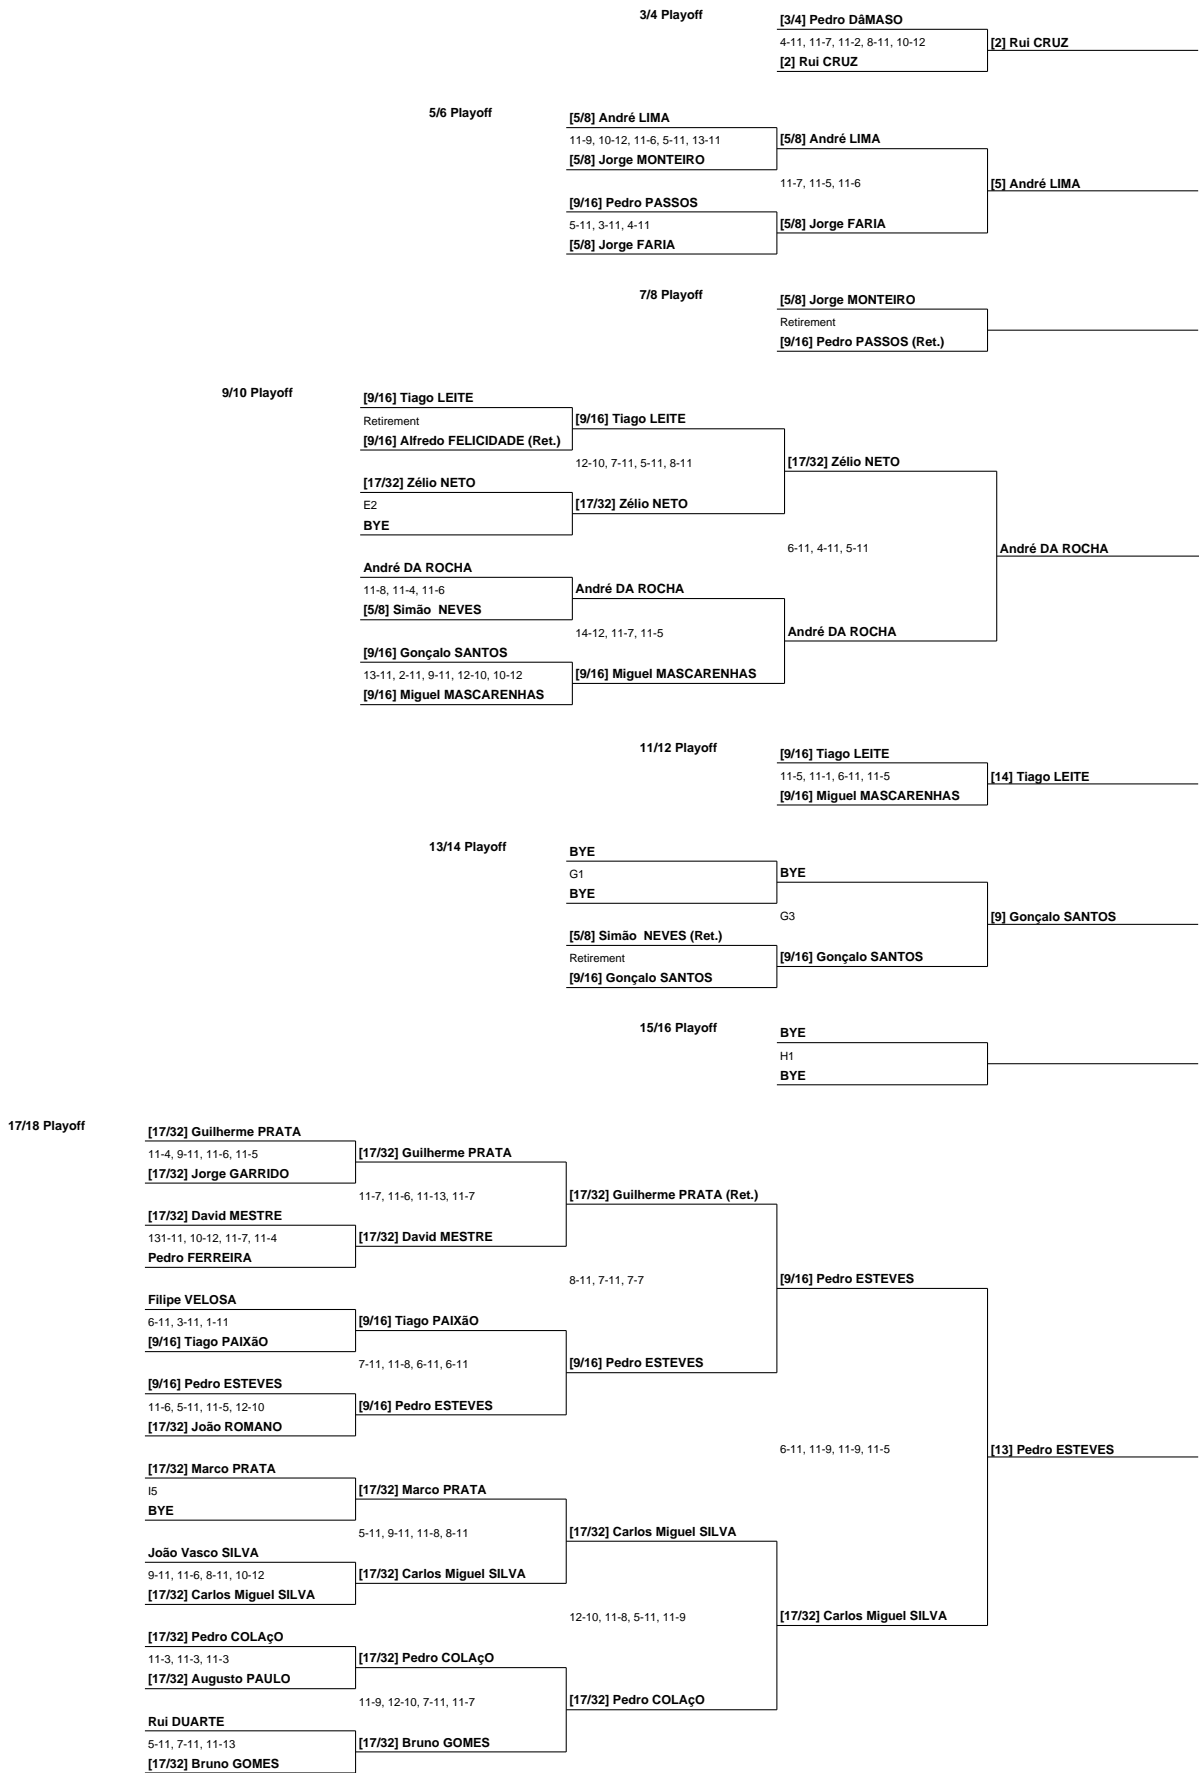 3/4 Playoff
[3/4] Pedro DâMASO
4-11, 11-7, 11-2, 8-11, 10-12
[2] Rui CRUZ
[2] Rui CRUZ
5/6 Playoff
[5/8] André LIMA
11-9, 10-12, 11-6, 5-11, 13-11
[5/8] André LIMA
[5/8] Jorge MONTEIRO
11-7, 11-5, 11-6
[5] André LIMA
[9/16] Pedro PASSOS
5-11, 3-11, 4-11
[5/8] Jorge FARIA
[5/8] Jorge FARIA
7/8 Playoff
[5/8] Jorge MONTEIRO
Retirement
[9/16] Pedro PASSOS (Ret.)
9/10 Playoff
[9/16] Tiago LEITE
Retirement
[9/16] Tiago LEITE
[9/16] Alfredo FELICIDADE (Ret.)
12-10, 7-11, 5-11, 8-11
[17/32] Zélio NETO
[17/32] Zélio NETO
E2
[17/32] Zélio NETO
BYE
6-11, 4-11, 5-11
André DA ROCHA
André DA ROCHA
11-8, 11-4, 11-6
André DA ROCHA
[5/8] Simão  NEVES
14-12, 11-7, 11-5
André DA ROCHA
[9/16] Gonçalo SANTOS
13-11, 2-11, 9-11, 12-10, 10-12
[9/16] Miguel MASCARENHAS
[9/16] Miguel MASCARENHAS
11/12 Playoff
[9/16] Tiago LEITE
11-5, 11-1, 6-11, 11-5
[14] Tiago LEITE
[9/16] Miguel MASCARENHAS
13/14 Playoff
BYE
G1
BYE
BYE
G3
[9] Gonçalo SANTOS
[5/8] Simão  NEVES (Ret.)
Retirement
[9/16] Gonçalo SANTOS
[9/16] Gonçalo SANTOS
15/16 Playoff
BYE
H1
BYE
17/18 Playoff
[17/32] Guilherme PRATA
11-4, 9-11, 11-6, 11-5
[17/32] Guilherme PRATA
[17/32] Jorge GARRIDO
11-7, 11-6, 11-13, 11-7
[17/32] Guilherme PRATA (Ret.)
[17/32] David MESTRE
131-11, 10-12, 11-7, 11-4
[17/32] David MESTRE
Pedro FERREIRA
8-11, 7-11, 7-7
[9/16] Pedro ESTEVES
Filipe VELOSA
6-11, 3-11, 1-11
[9/16] Tiago PAIXãO
[9/16] Tiago PAIXãO
7-11, 11-8, 6-11, 6-11
[9/16] Pedro ESTEVES
[9/16] Pedro ESTEVES
11-6, 5-11, 11-5, 12-10
[9/16] Pedro ESTEVES
[17/32] João ROMANO
6-11, 11-9, 11-9, 11-5
[13] Pedro ESTEVES
[17/32] Marco PRATA
I5
[17/32] Marco PRATA
BYE
5-11, 9-11, 11-8, 8-11
[17/32] Carlos Miguel SILVA
João Vasco SILVA
9-11, 11-6, 8-11, 10-12
[17/32] Carlos Miguel SILVA
[17/32] Carlos Miguel SILVA
12-10, 11-8, 5-11, 11-9
[17/32] Carlos Miguel SILVA
[17/32] Pedro COLAçO
11-3, 11-3, 11-3
[17/32] Pedro COLAçO
[17/32] Augusto PAULO
11-9, 12-10, 7-11, 11-7
[17/32] Pedro COLAçO
Rui DUARTE
5-11, 7-11, 11-13
[17/32] Bruno GOMES
[17/32] Bruno GOMES